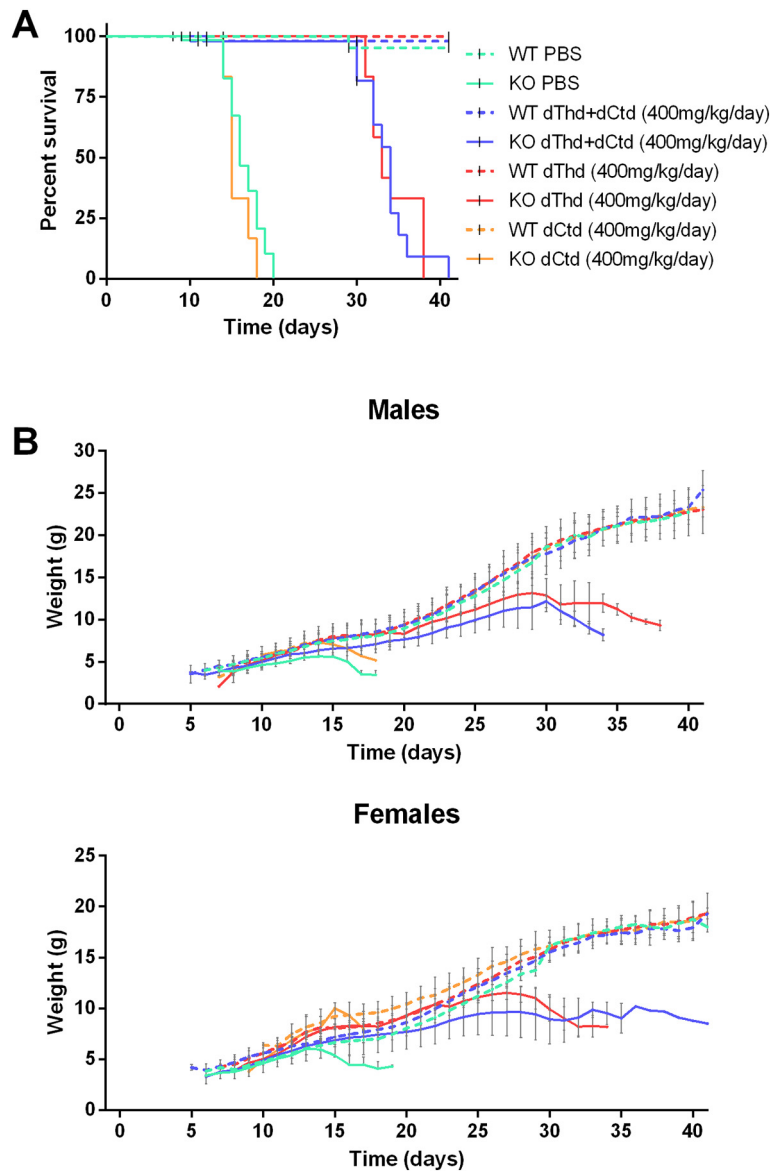 A
Percent survival
100
75
50
25
0
0 10 20 30 40
Time (days)
WT PBS
KO PBS
WT dThd+dCtd (400mg/kg/day)
KO dThd+dCtd (400mg/kg/day)
WT dThd (400mg/kg/day)
KO dThd (400mg/kg/day)
WT dCtd (400mg/kg/day)
KO dCtd (400mg/kg/day)
Males
B
Weight (g)
30
25
20
15
10
5
0
0 5 10 15 20 25 30 35 40
Time (days)
Females
Weight (g)
25
20
15
10
5
0
0 5 10 15 20 25 30 35 40
Time (days)